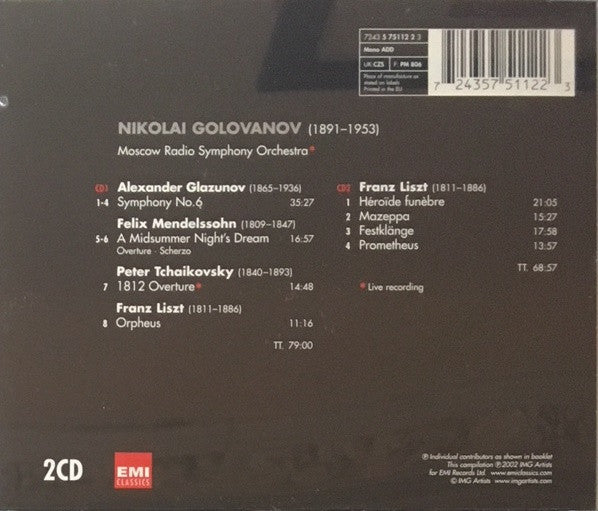 7243 5 75112 2 3
Mono ADD
UK:CZS F: PM 806
Place of manufacture as
stated on labels
Printed in the EU
7 24357 51122 3
NIKOLAI GOLOVANOV (1891–1953)
Moscow Radio Symphony Orchestra*
CD1 Alexander Glazunov (1865–1936)
1-4 Symphony No.6 35:27
Felix Mendelssohn (1809–1847)
5-6 A Midsummer Night's Dream 16:57
Overture · Scherzo
Peter Tchaikovsky (1840–1893)
7 1812 Overture* 14:48
Franz Liszt (1811–1886)
8 Orpheus 11:16
TT. 79:00
CD2 Franz Liszt (1811–1886)
1 Héroïde funèbre 21:05
2 Mazeppa 15:27
3 Festklänge 17:58
4 Prometheus 13:57
TT. 68:57
* Live recording
2CD
EMI
CLASSICS
℗ Individual contributors as shown in booklet
This compilation ℗ 2002 IMG Artists
for EMI Records Ltd. www.emiclassics.com
© IMG Artists · www.imgartists.com